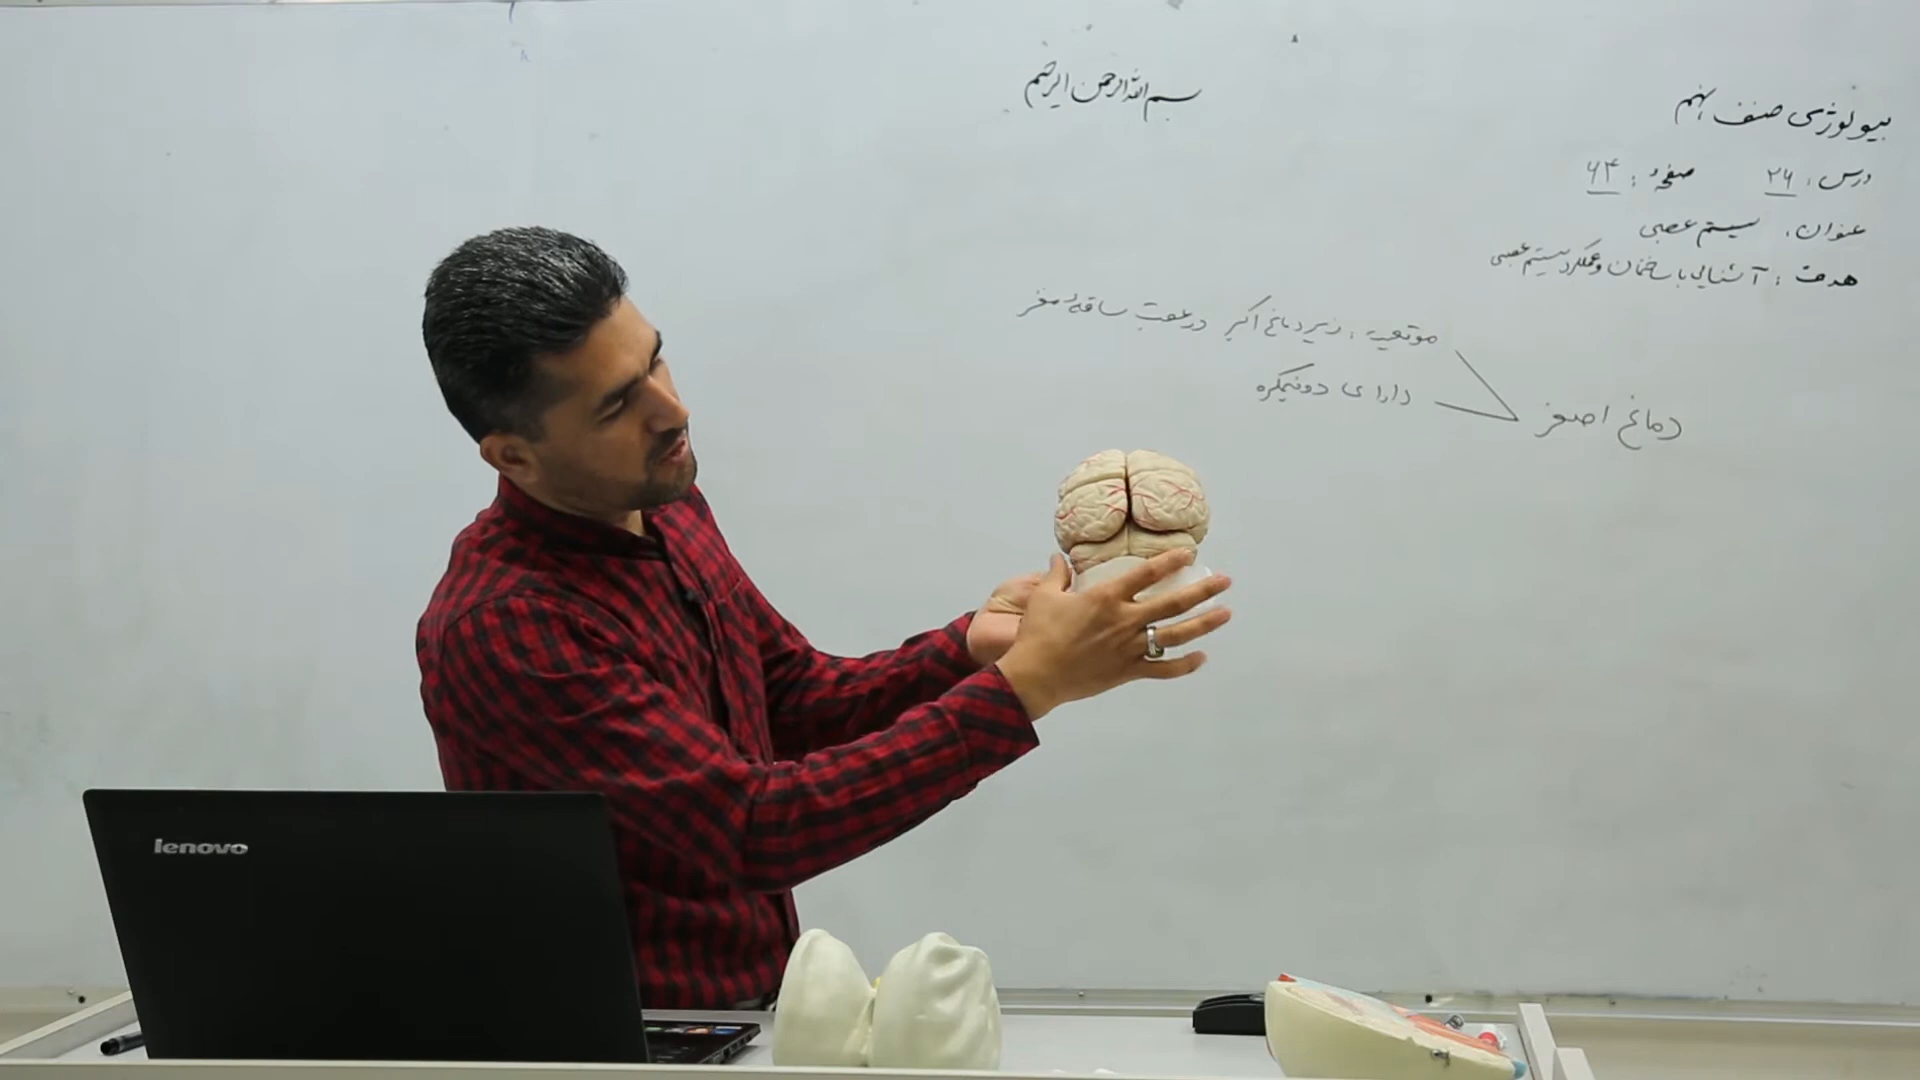 بسم الله الرحمن الرحیم
بیولوژی صنف نهم
درس: ۲۶ صفحه: ۶۴
عنوان: سیستم عصبی
هدف: آشنایی با ساختمان و عملکرد سیستم عصبی
موقعیت: زیر دماغ اکبر در عقب ساقهٔ مغز
دارای دو نیمکره
دماغ اصغر
lenovo